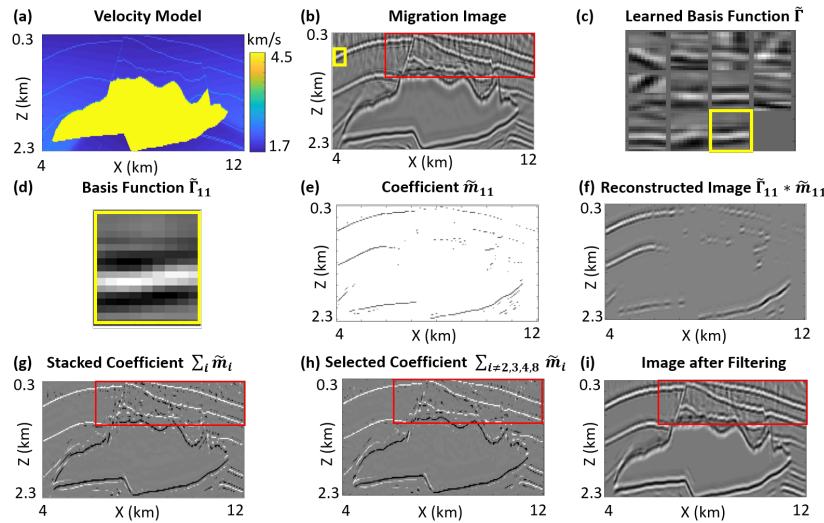 (a) Velocity Model
km/s
0.3
4.5
Z (km)
1.7
2.3
4 12
X (km)
(b) Migration Image
0.3
Z (km)
2.3
4 12
X (km)
(c) Learned Basis Function Γ̃
(d) Basis Function Γ̃₁₁
(e) Coefficient m̃₁₁
0.3
Z (km)
2.3
4 12
X (km)
(f) Reconstructed Image Γ̃₁₁ * m̃₁₁
0.3
Z (km)
2.3
4 12
X (km)
(g) Stacked Coefficient ∑ᵢ m̃ᵢ
0.3
Z (km)
2.3
4 12
X (km)
(h) Selected Coefficient ∑ᵢ≠₂,₃,₄,₈ m̃ᵢ
0.3
Z (km)
2.3
4 12
X (km)
(i) Image after Filtering
0.3
Z (km)
2.3
4 12
X (km)